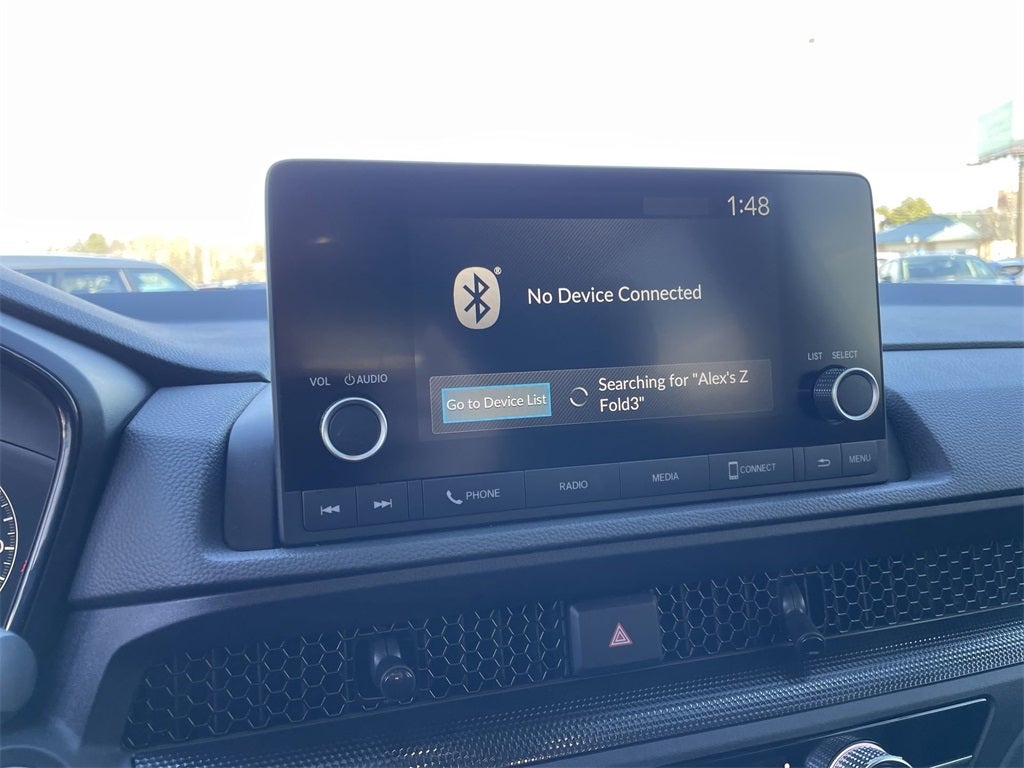 1:48
®
No Device Connected
Go to Device List
Searching for "Alex's Z
Fold3"
VOL AUDIO
LIST SELECT
PHONE
RADIO
MEDIA
CONNECT
MENU